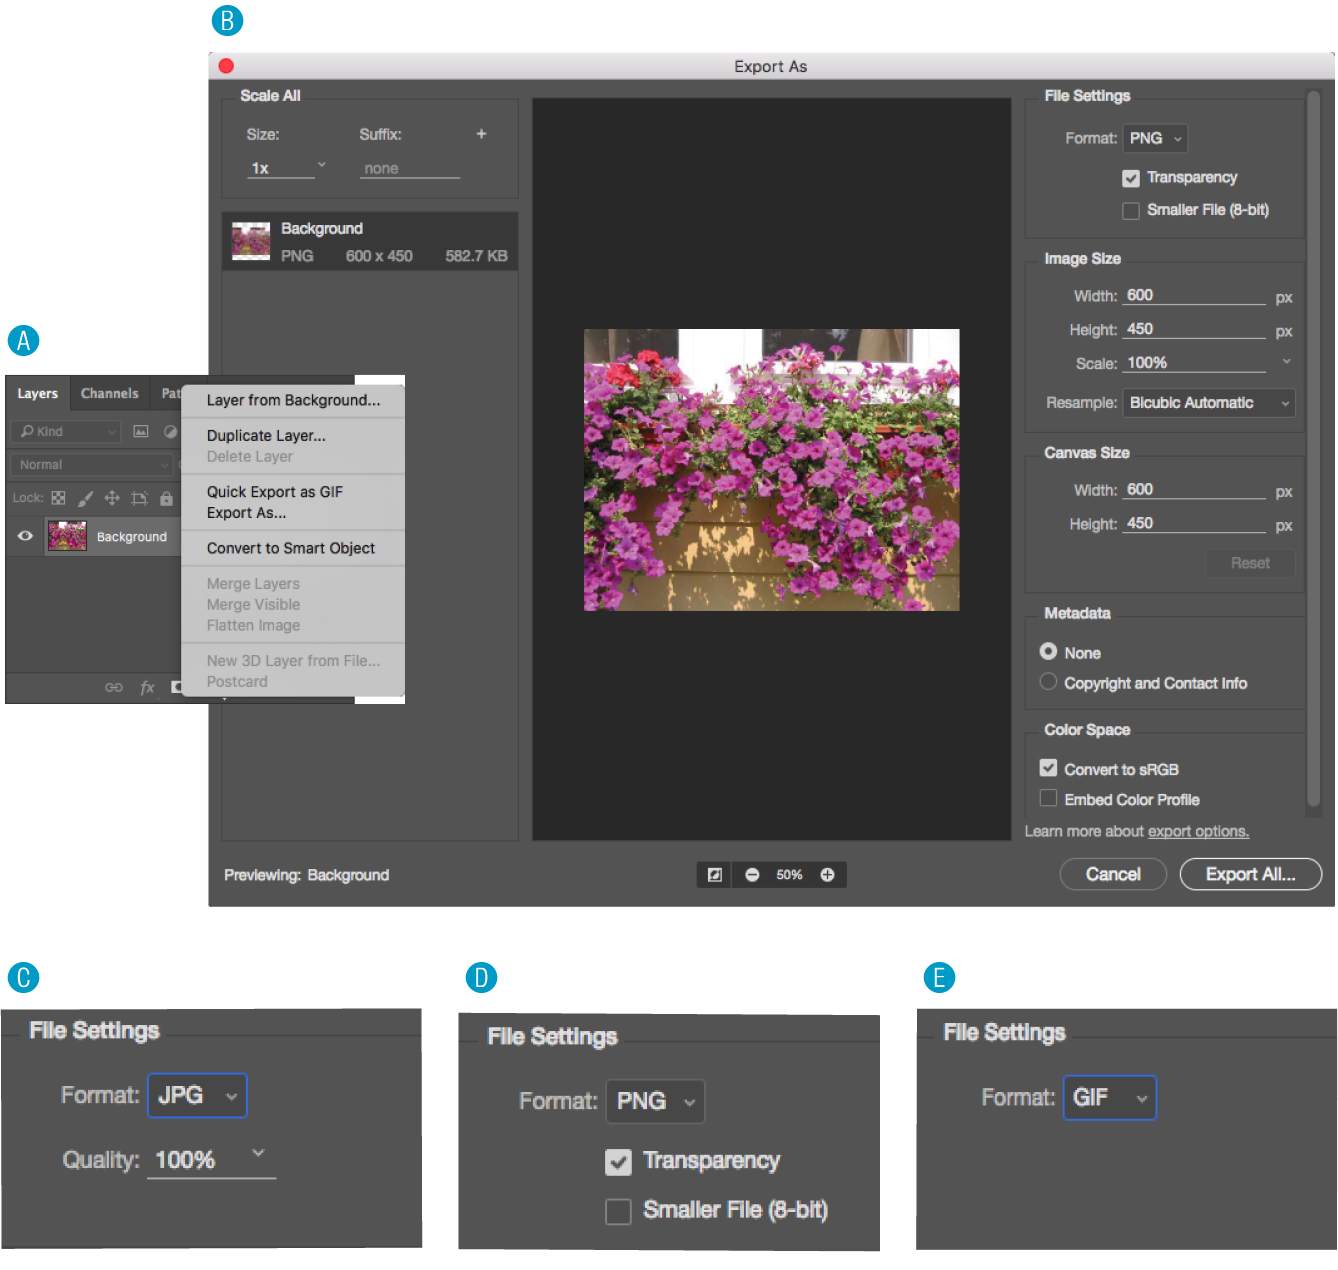 B
Export As
Scale All
Size: Suffix: +
1x none
Background
PNG 600 x 450 582.7 KB
File Settings
Format: PNG
Transparency
Smaller File (8-bit)
Image Size
Width: 600 px
Height: 450 px
Scale: 100%
Resample: Bicubic Automatic
Canvas Size
Width: 600 px
Height: 450 px
Reset
Metadata
None
Copyright and Contact Info
Color Space
Convert to sRGB
Embed Color Profile
Learn more about export options.
Previewing: Background
50%
Cancel Export All...
A
Layers Channels Pat
Kind
Normal
Lock:
Background
fx
Layer from Background...
Duplicate Layer...
Delete Layer
Quick Export as GIF
Export As...
Convert to Smart Object
Merge Layers
Merge Visible
Flatten Image
New 3D Layer from File...
Postcard
C
File Settings
Format: JPG
Quality: 100%
D
File Settings
Format: PNG
Transparency
Smaller File (8-bit)
E
File Settings
Format: GIF